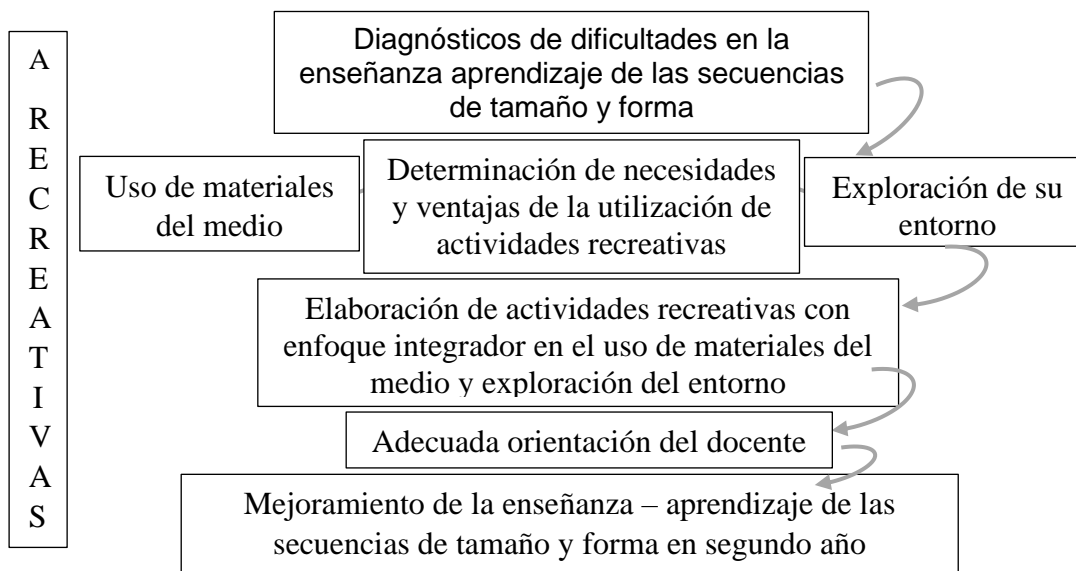 A RECREATIVAS
Diagnósticos de dificultades en la
enseñanza aprendizaje de las secuencias
de tamaño y forma
Uso de materiales
del medio
Determinación de necesidades
y ventajas de la utilización de
actividades recreativas
Exploración de su
entorno
Elaboración de actividades recreativas con
enfoque integrador en el uso de materiales del
medio y exploración del entorno
Adecuada orientación del docente
Mejoramiento de la enseñanza – aprendizaje de las
secuencias de tamaño y forma en segundo año